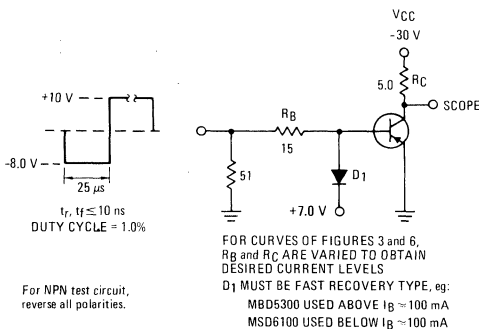 VCC
-30 V
5.0
RC
SCOPE
+10 V
RB
15
51
D1
+7.0 V
-8.0 V
25 µs
tr, tf ≤ 10 ns
DUTY CYCLE = 1.0%
For NPN test circuit,
reverse all polarities.
FOR CURVES OF FIGURES 3 and 6,
RB and RC ARE VARIED TO OBTAIN
DESIRED CURRENT LEVELS
D1 MUST BE FAST RECOVERY TYPE, eg:
MBD5300 USED ABOVE IB ≈ 100 mA
MSD6100 USED BELOW IB ≈ 100 mA